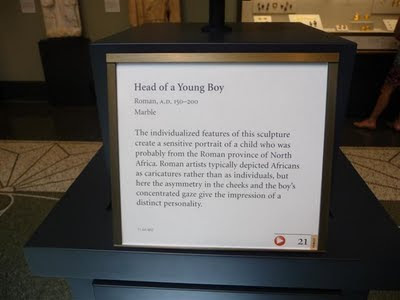 Head of a Young Boy
Roman, A.D. 150–200
Marble
The individualized features of this sculpture
create a sensitive portrait of a child who was
probably from the Roman province of North
Africa. Roman artists typically depicted Africans
as caricatures rather than as individuals, but
here the asymmetry in the cheeks and the boy's
concentrated gaze give the impression of a
distinct personality.
21